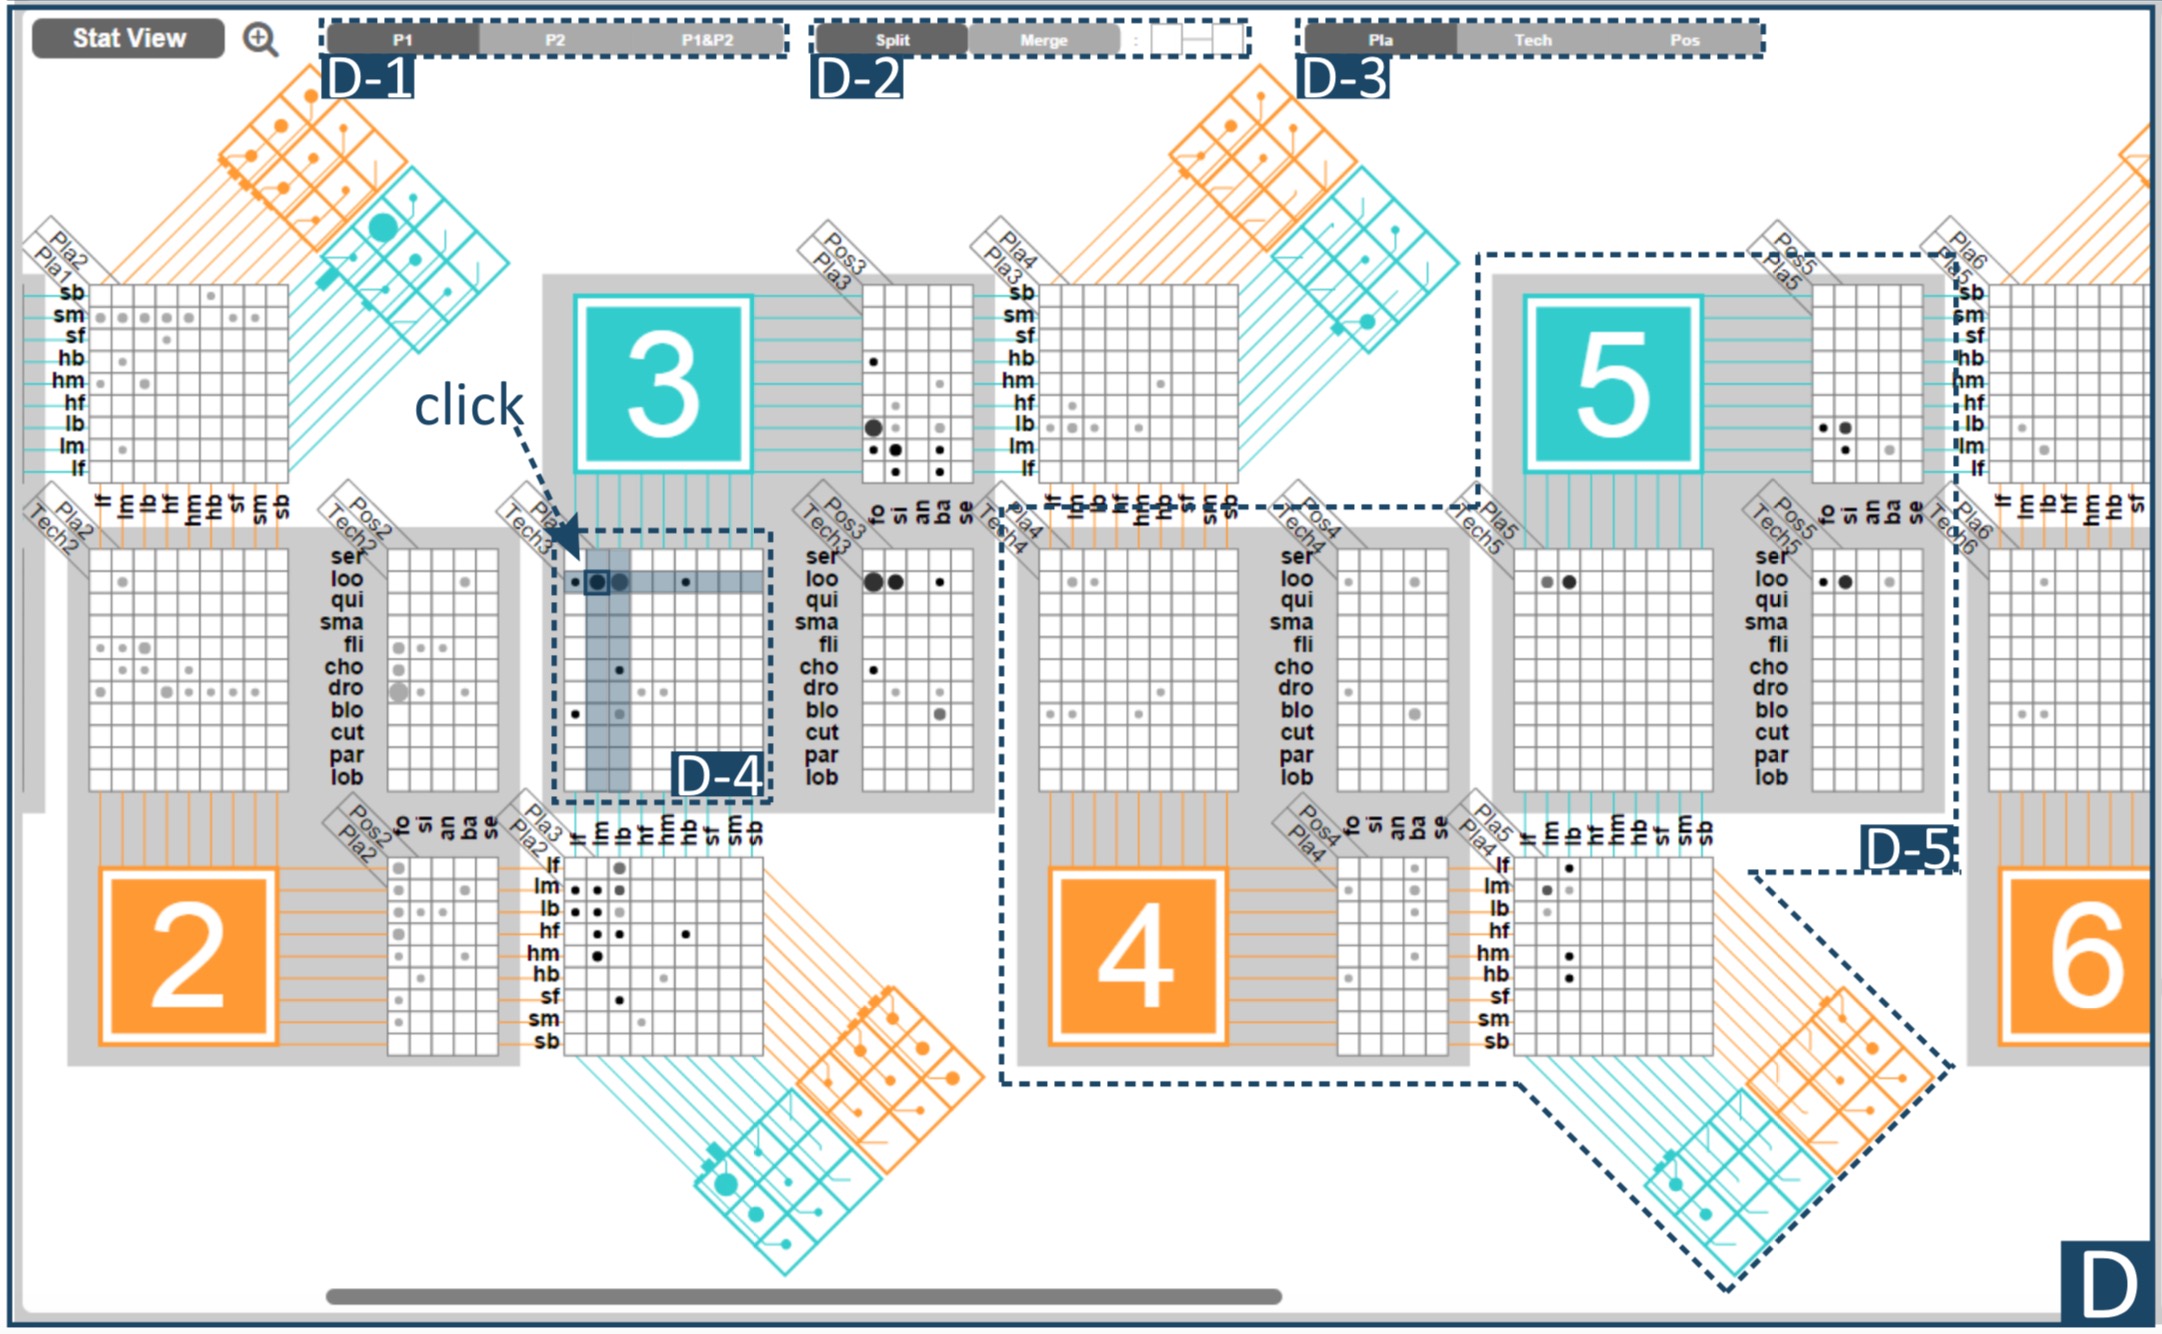 Stat View
P1 P2 P1&P2
Split Merge :
Pla Tech Pos
D-1
D-2
D-3
Pla2
Pla1
sb
sm
sf
hb
hm
hf
lb
lm
lf
lf lm lb hf hm hb sf sm sb
click
3
Pos3
Pla3
Pla4
Pla3
sb
sm
sf
hb
hm
hf
lb
lm
lf
fo si an ba se
lf lm lb hf hm hb sf sm sb
5
Pos5
Pla5
Pla6
Pla5
sb
sm
sf
hb
hm
hf
lb
lm
lf
fo si an ba se
lf lm lb hf hm hb sf
Pla2
Tech2
Pos2
Tech2
ser
loo
qui
sma
fli
cho
dro
blo
cut
par
lob
Tech3
D-4
Pos3
Tech3
ser
loo
qui
sma
fli
cho
dro
blo
cut
par
lob
Pla4
Tech4
Pos4
Tech4
ser
loo
qui
sma
fli
cho
dro
blo
cut
par
lob
Pla5
Tech5
Pos5
Tech5
ser
loo
qui
sma
fli
cho
dro
blo
cut
par
lob
Pla6
Tech6
2
Pos2
Pla2
fo si an ba se
Pla3
Pla2
lf lm lb hf hm hb sf sm sb
lf
lm
lb
hf
hm
hb
sf
sm
sb
4
Pos4
Pla4
fo si an ba se
Pla5
Pla4
lf lm lb hf hm hb sf sm sb
lf
lm
lb
hf
hm
hb
sf
sm
sb
D-5
6
D